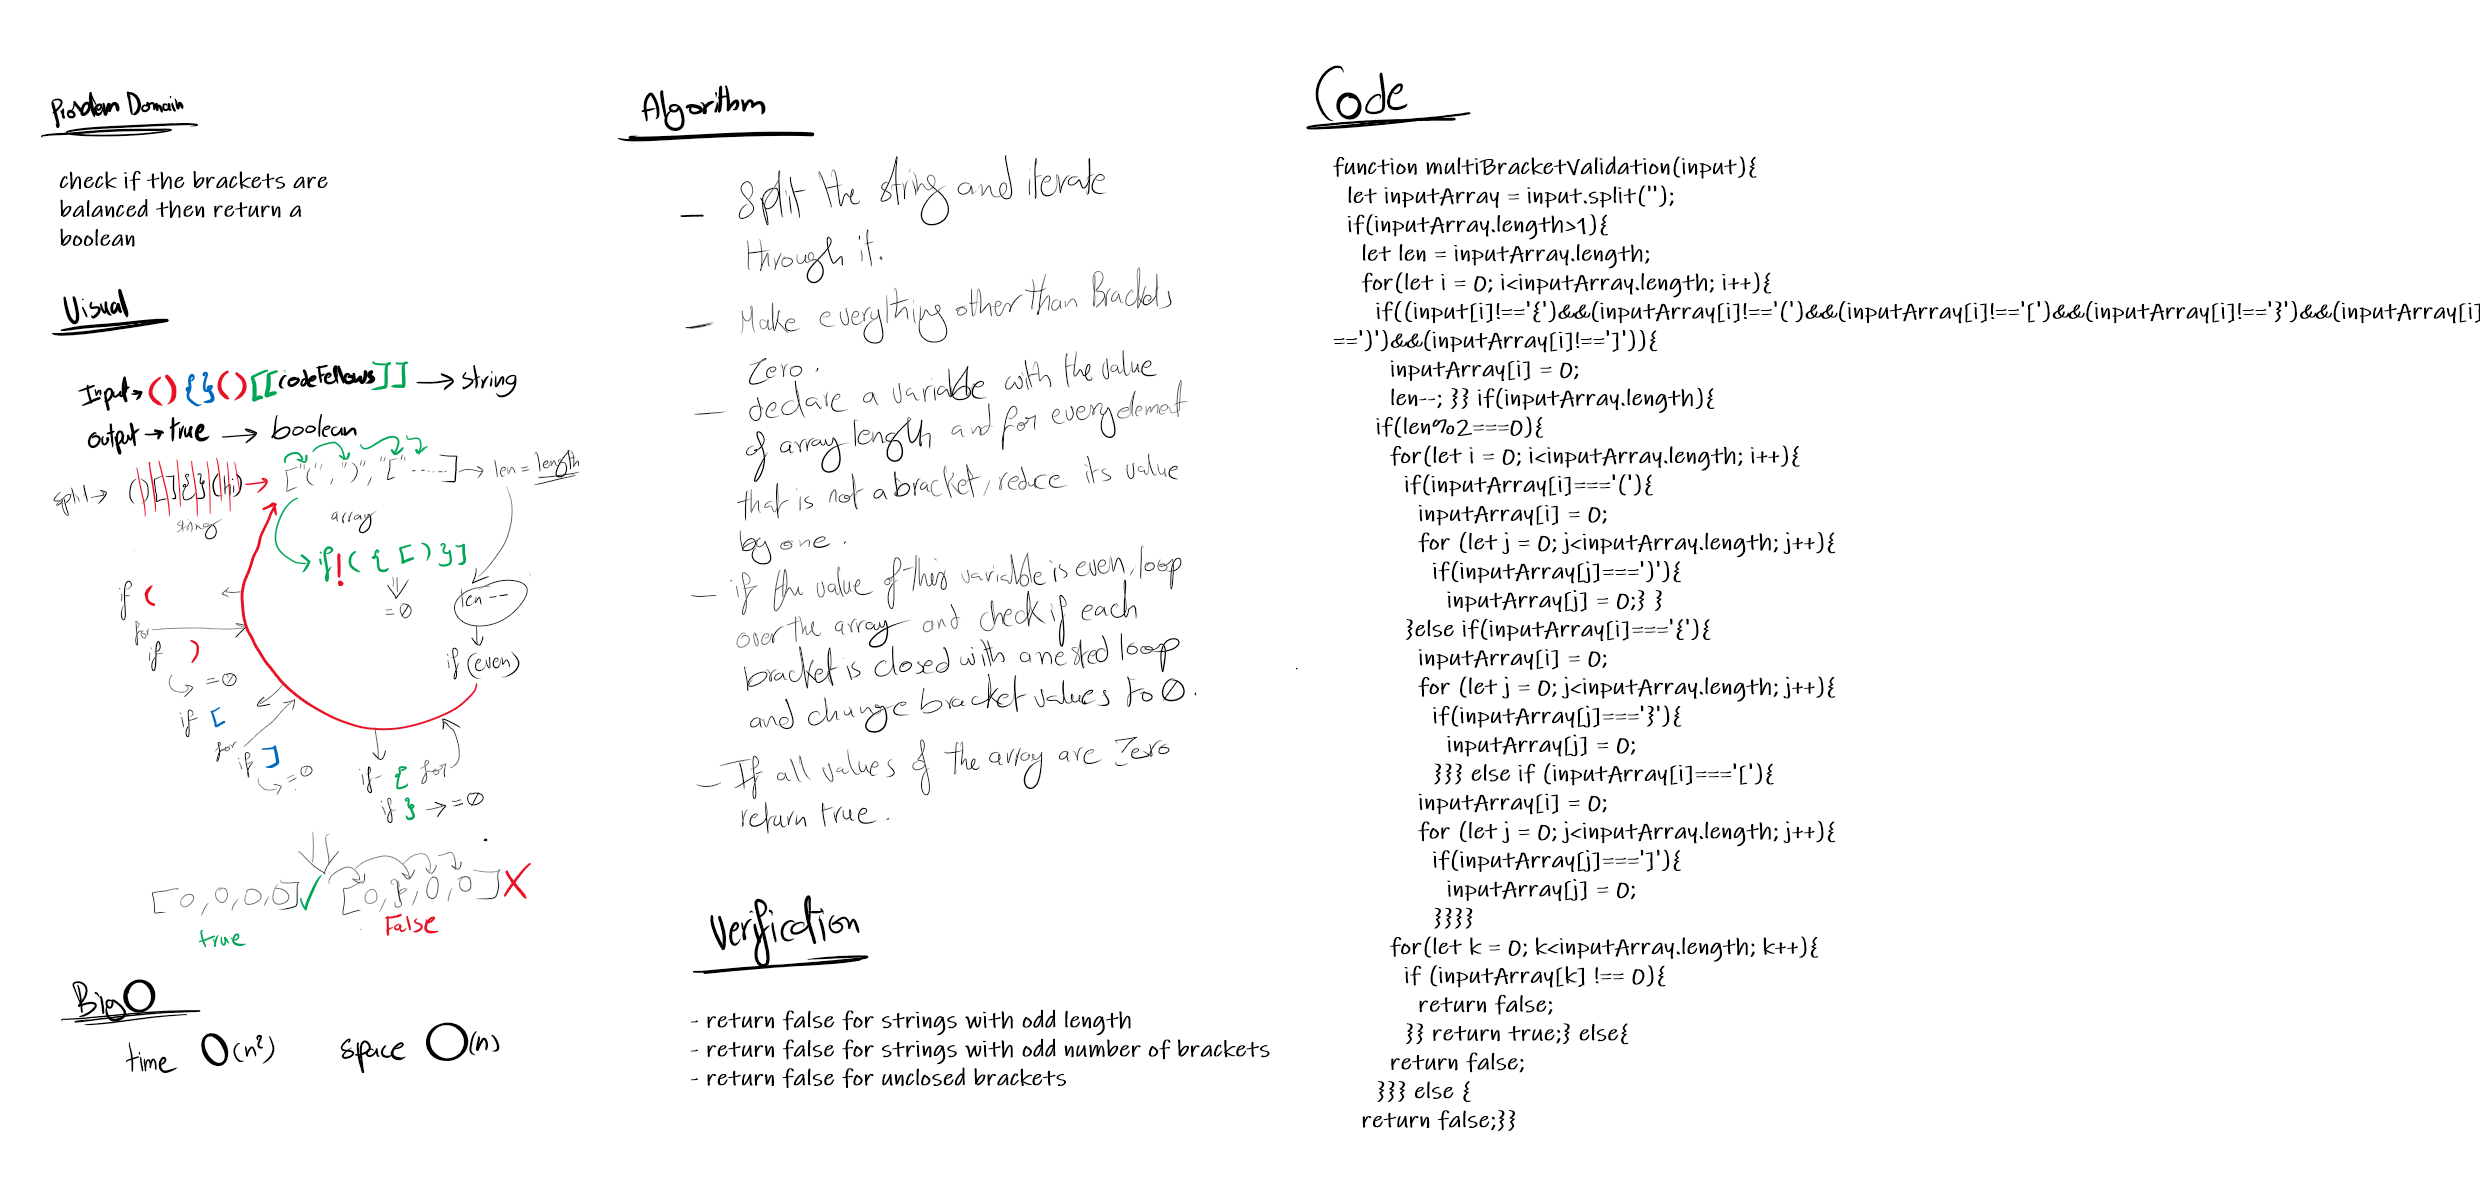 Problem Domain
check if the brackets are
balanced then return a
boolean
Visual
Input→(){}()[[codeFellows]] → string
output → true → boolean
split→ ()[]{}(hi) → ["(", ")", "[" ......] → len = length
string
array
if!({[)}]
=0
len--
if (even)
if (
for
if )
↳ =0
if [
for
if ]
↳ =0
if { for
if } → =0
[0,0,0,0]✓ [0,},0,0]X
true
False
Big O
time O(n²) space O(n)
Algorithm
- Split the string and iterate
through it.
- Make everything other than Brackets
Zero.
- declare a variable with the value
of array length and for every element
that is not a bracket, reduce its value
by one.
- if the value of this variable is even, loop
over the array and check if each
bracket is closed with a nested loop
and change bracket values to 0.
- If all values of the array are Zero
return true.
Verification
- return false for strings with odd length
- return false for strings with odd number of brackets
- return false for unclosed brackets
Code
function multiBracketValidation(input){
let inputArray = input.split('');
if(inputArray.length>1){
let len = inputArray.length;
for(let i = 0; i<inputArray.length; i++){
if((input[i]!=='{')&&(inputArray[i]!=='(')&&(inputArray[i]!=='[')&&(inputArray[i]!=='}')&&(inputArray[i]
==')')&&(inputArray[i]!==']')){
inputArray[i] = 0;
len--; }} if(inputArray.length){
if(len%2===0){
for(let i = 0; i<inputArray.length; i++){
if(inputArray[i]==='('){
inputArray[i] = 0;
for (let j = 0; j<inputArray.length; j++){
if(inputArray[j]===')'){
inputArray[j] = 0;} }
}else if(inputArray[i]==='{'){
inputArray[i] = 0;
for (let j = 0; j<inputArray.length; j++){
if(inputArray[j]==='}'){
inputArray[j] = 0;
}}} else if (inputArray[i]==='['){
inputArray[i] = 0;
for (let j = 0; j<inputArray.length; j++){
if(inputArray[j]===']'){
inputArray[j] = 0;
}}}}
for(let k = 0; k<inputArray.length; k++){
if (inputArray[k] !== 0){
return false;
}} return true;} else{
return false;
}}} else {
return false;}}